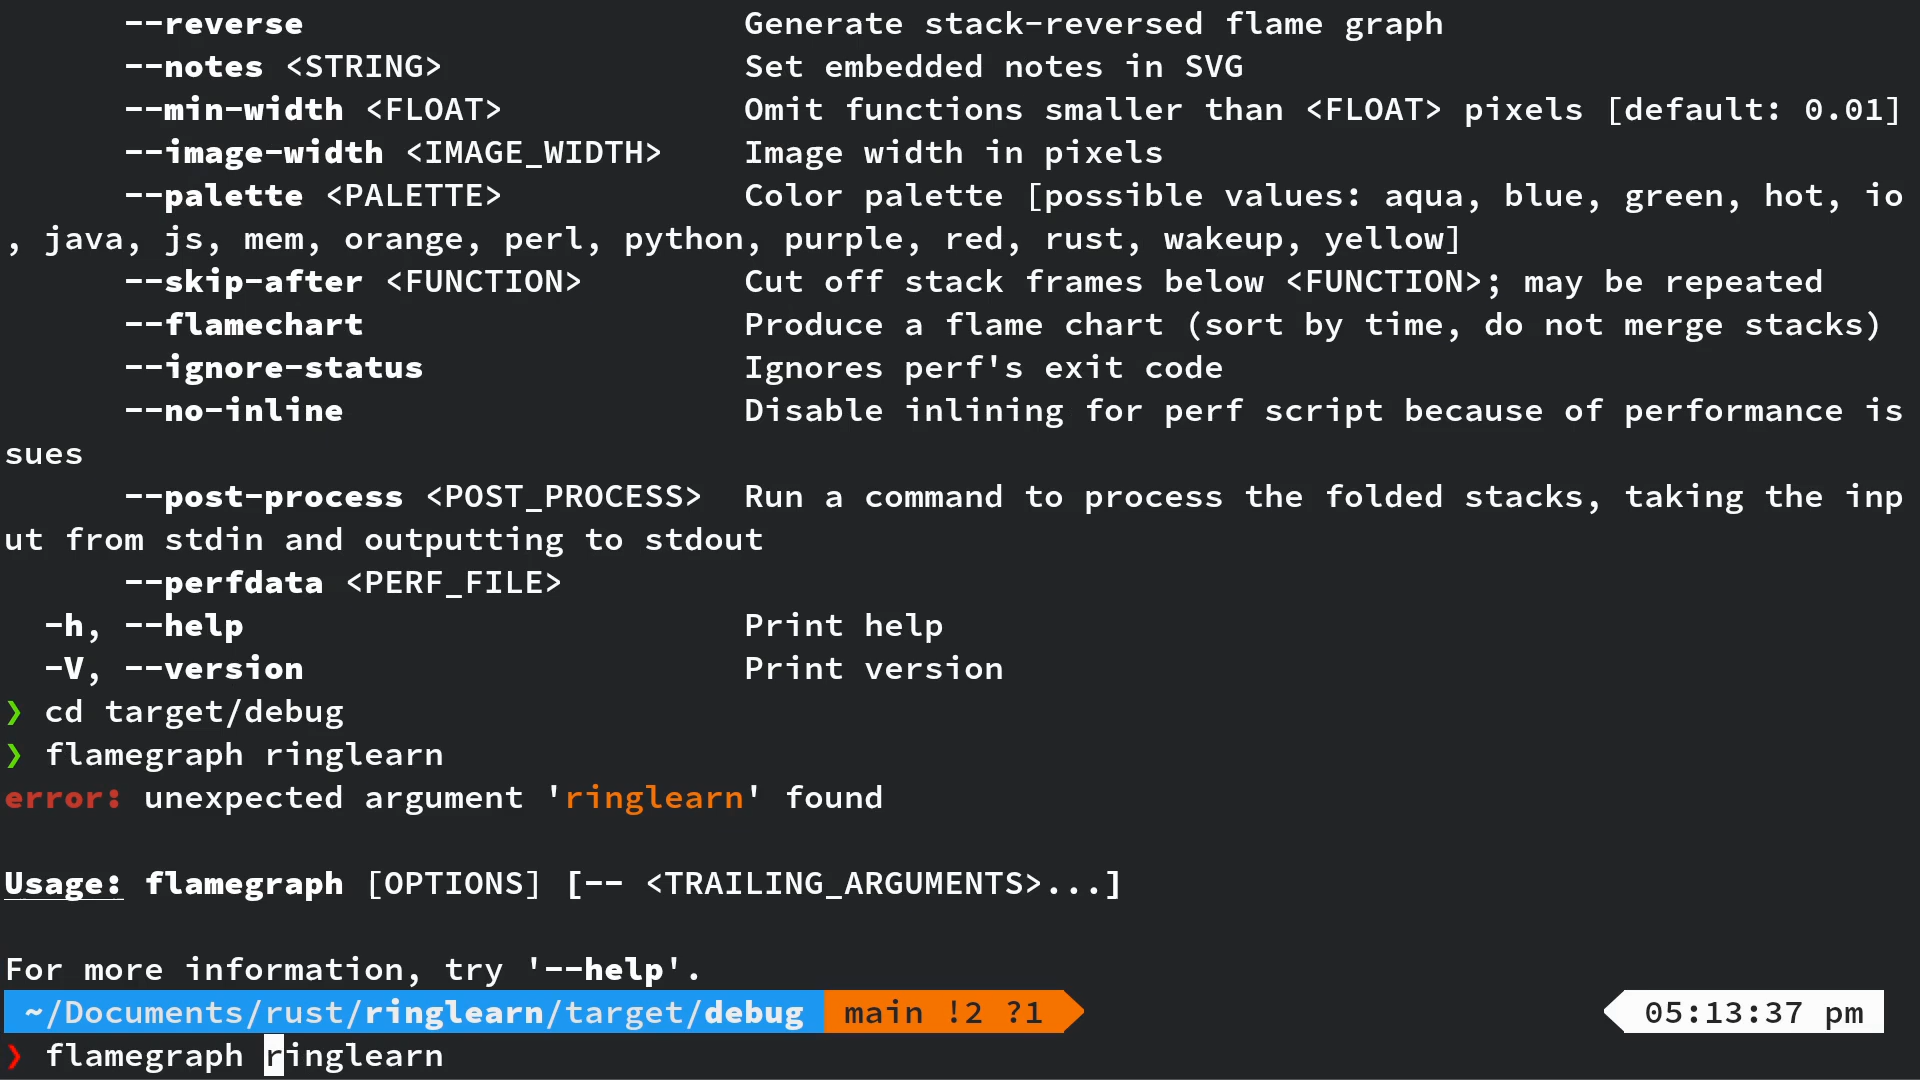 --reverse Generate stack-reversed flame graph
--notes <STRING> Set embedded notes in SVG
--min-width <FLOAT> Omit functions smaller than <FLOAT> pixels [default: 0.01]
--image-width <IMAGE_WIDTH> Image width in pixels
--palette <PALETTE> Color palette [possible values: aqua, blue, green, hot, io
, java, js, mem, orange, perl, python, purple, red, rust, wakeup, yellow]
--skip-after <FUNCTION> Cut off stack frames below <FUNCTION>; may be repeated
--flamechart Produce a flame chart (sort by time, do not merge stacks)
--ignore-status Ignores perf's exit code
--no-inline Disable inlining for perf script because of performance is
sues
--post-process <POST_PROCESS> Run a command to process the folded stacks, taking the inp
ut from stdin and outputting to stdout
--perfdata <PERF_FILE>
-h, --help Print help
-V, --version Print version
❯ cd target/debug
❯ flamegraph ringlearn
error: unexpected argument 'ringlearn' found
Usage: flamegraph [OPTIONS] [-- <TRAILING_ARGUMENTS>...]
For more information, try '--help'.
~/Documents/rust/ringlearn/target/debug main !2 ?1 05:13:37 pm
❯ flamegraph ringlearn